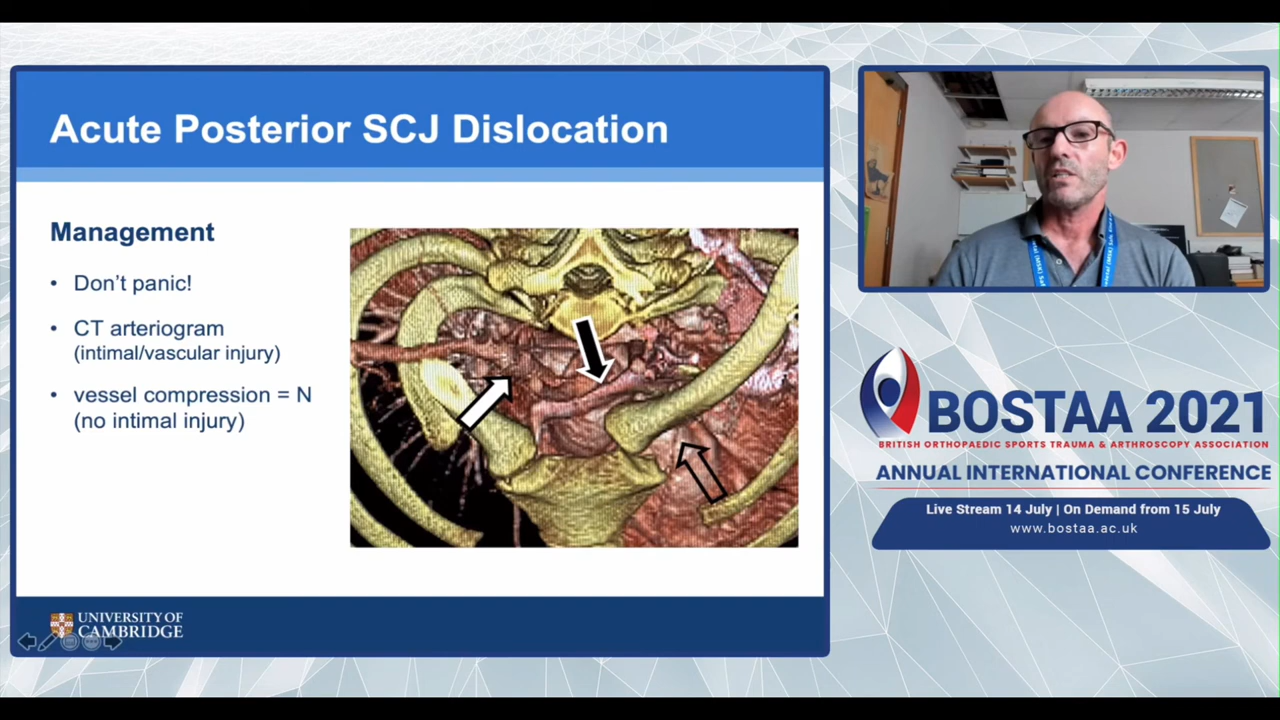 Acute Posterior SCJ Dislocation
Management
• Don’t panic!
• CT arteriogram
(intimal/vascular injury)
• vessel compression = N
(no intimal injury)
UNIVERSITY OF
CAMBRIDGE
BOSTAA 2021
BRITISH ORTHOPAEDIC SPORTS TRAUMA & ARTHROSCOPY ASSOCIATION
ANNUAL INTERNATIONAL CONFERENCE
Live Stream 14 July | On Demand from 15 July
www.bostaa.ac.uk